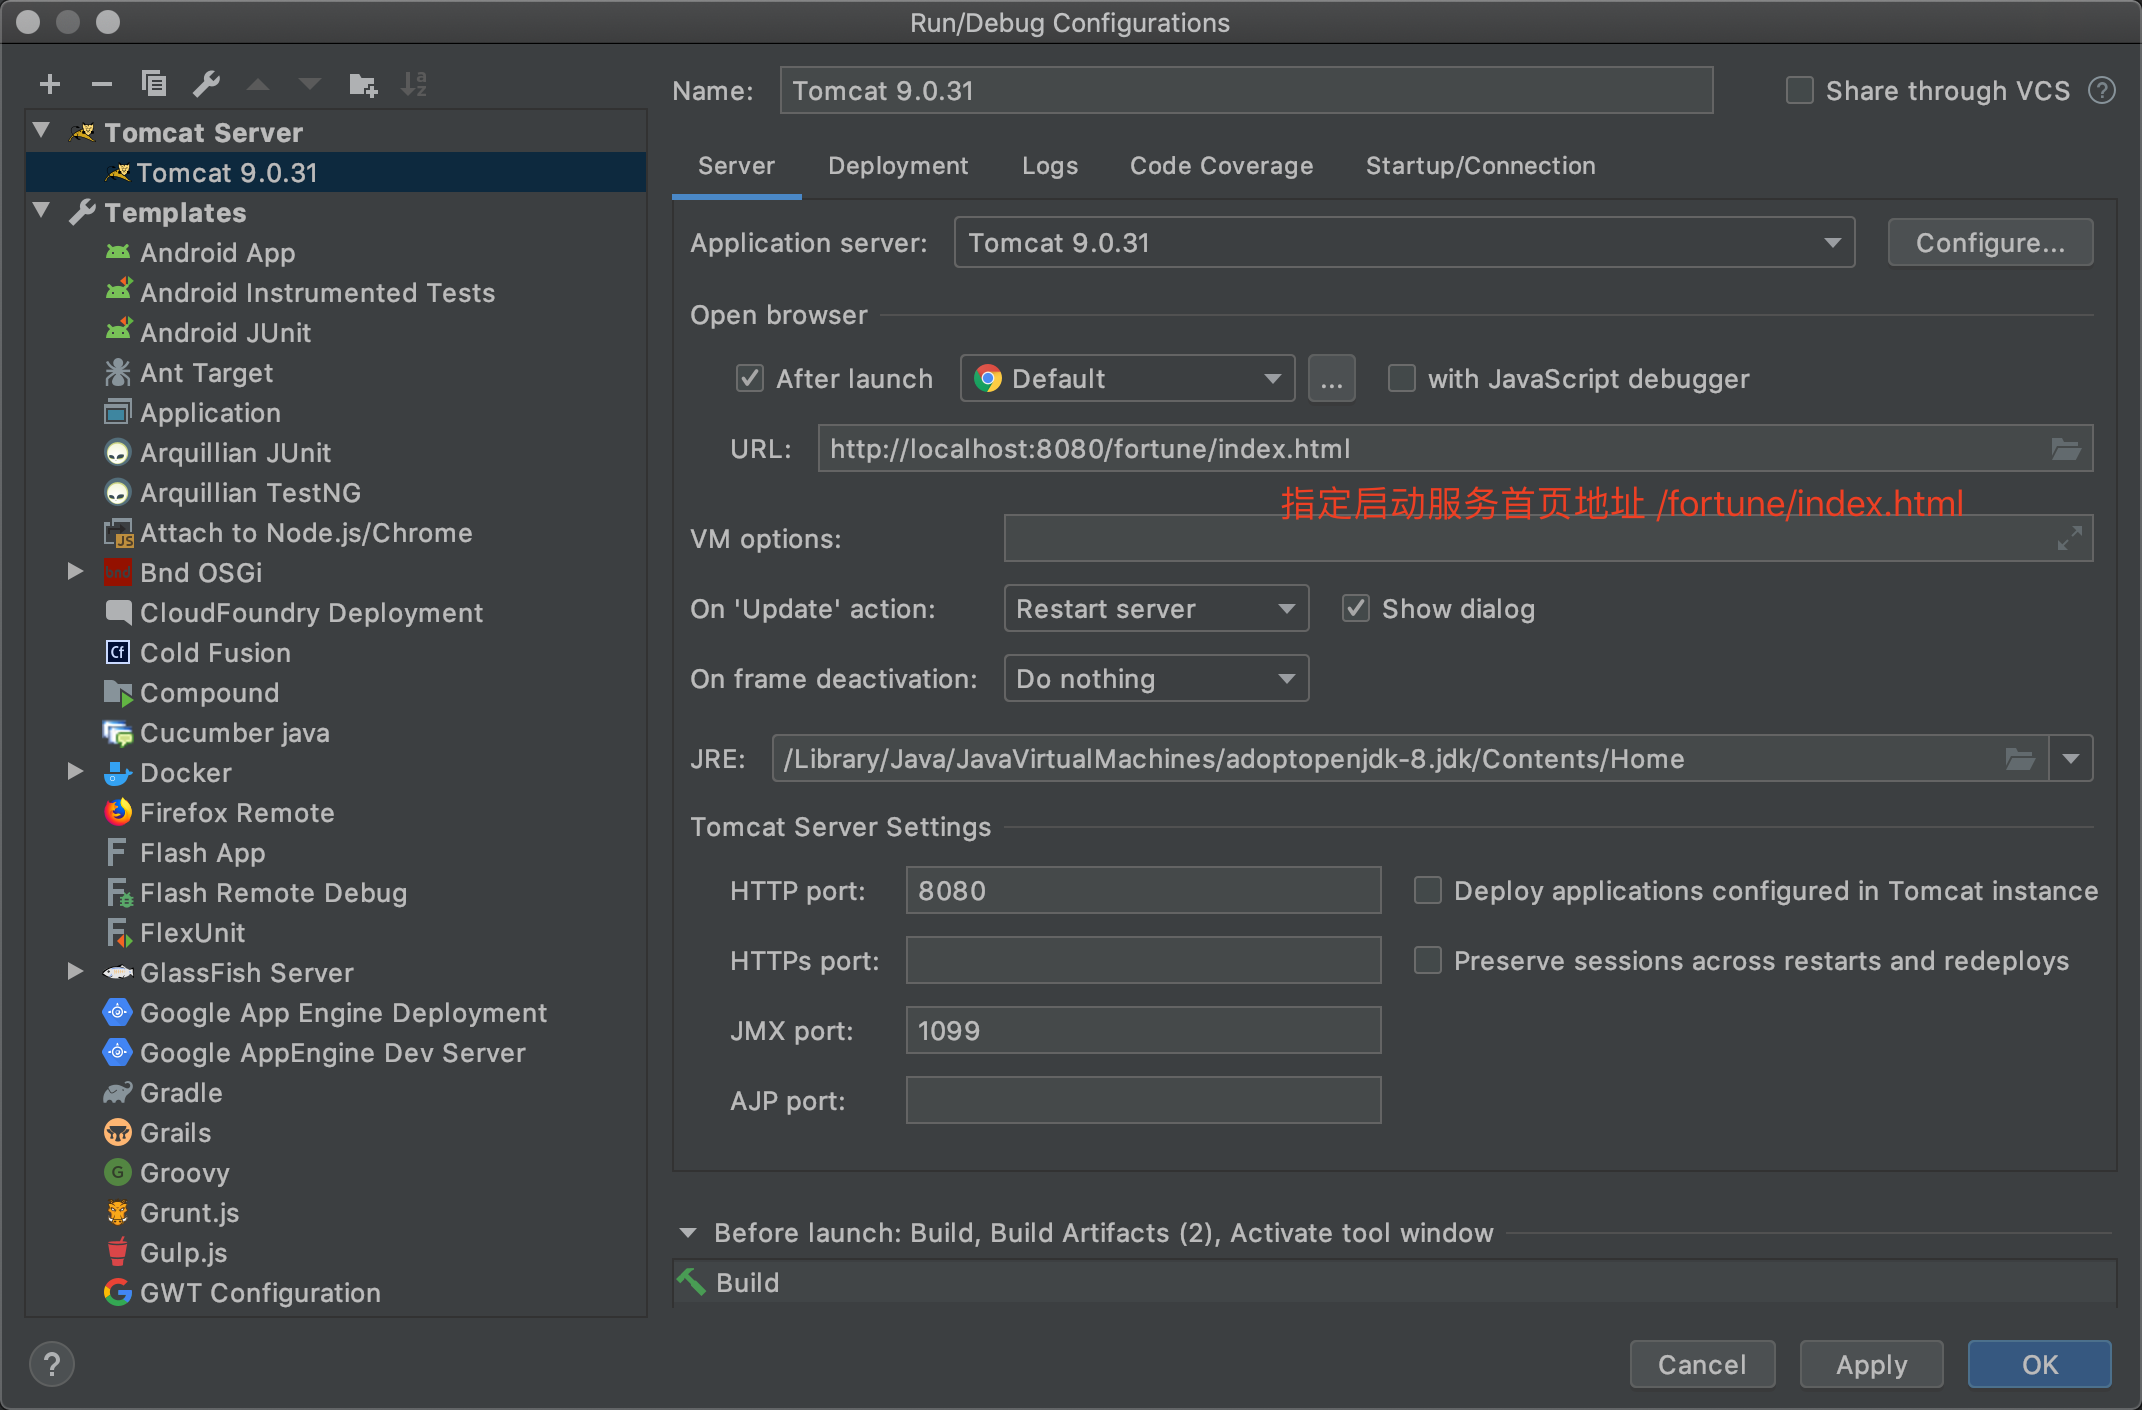 Run/Debug Configurations
Tomcat Server
Tomcat 9.0.31
Templates
Android App
Android Instrumented Tests
Android JUnit
Ant Target
Application
Arquillian JUnit
Arquillian TestNG
Attach to Node.js/Chrome
Bnd OSGi
CloudFoundry Deployment
Cold Fusion
Compound
Cucumber java
Docker
Firefox Remote
Flash App
Flash Remote Debug
FlexUnit
GlassFish Server
Google App Engine Deployment
Google AppEngine Dev Server
Gradle
Grails
Groovy
Grunt.js
Gulp.js
GWT Configuration
Name: Tomcat 9.0.31 Share through VCS ?
Server Deployment Logs Code Coverage Startup/Connection
Application server: Tomcat 9.0.31 Configure...
Open browser
After launch Default ... with JavaScript debugger
URL: http://localhost:8080/fortune/index.html
指定启动服务首页地址 /fortune/index.html
VM options:
On 'Update' action: Restart server Show dialog
On frame deactivation: Do nothing
JRE: /Library/Java/JavaVirtualMachines/adoptopenjdk-8.jdk/Contents/Home
Tomcat Server Settings
HTTP port: 8080 Deploy applications configured in Tomcat instance
HTTPs port: Preserve sessions across restarts and redeploys
JMX port: 1099
AJP port:
Before launch: Build, Build Artifacts (2), Activate tool window
Build
? Cancel Apply OK